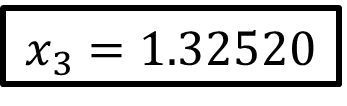 x₃ = 1.32520